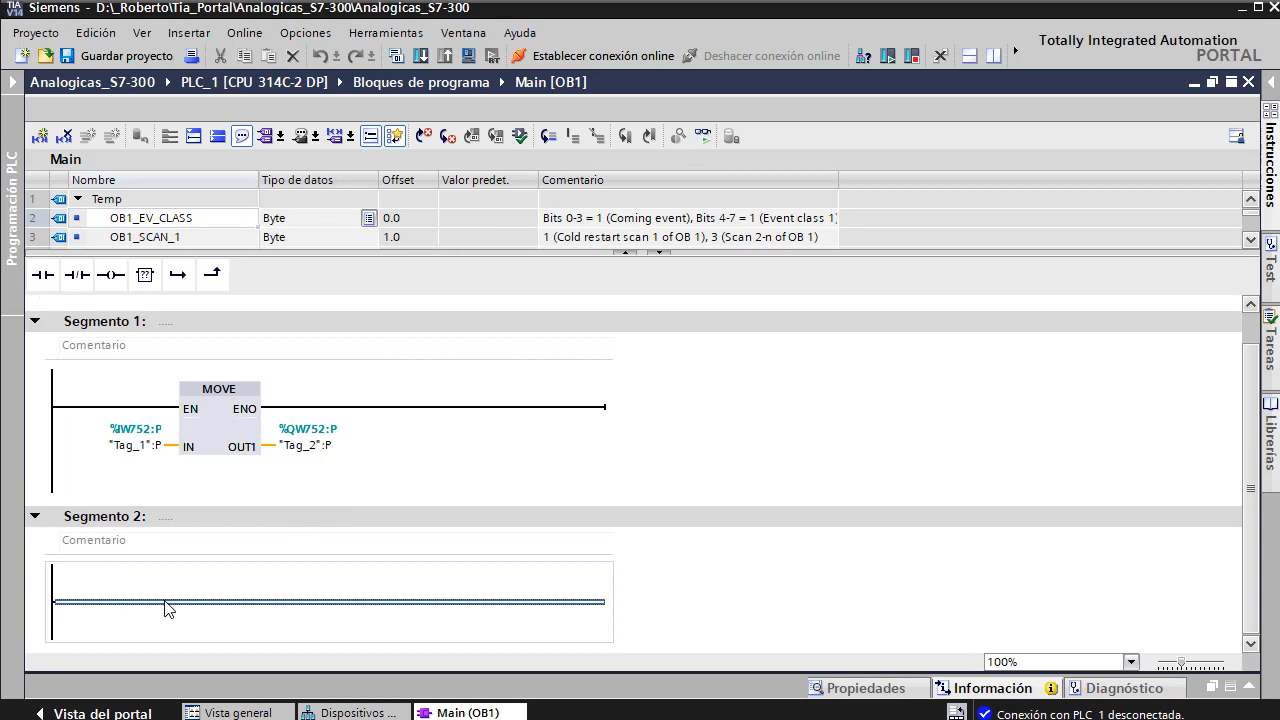 TIA
V14
Siemens - D:\_Roberto\Tia_Portal\Analogicas_S7-300\Analogicas_S7-300
Proyecto Edición Ver Insertar Online Opciones Herramientas Ventana Ayuda
Guardar proyecto Establecer conexión online Deshacer conexión online
Totally Integrated Automation
PORTAL
Analogicas_S7-300 PLC_1 [CPU 314C-2 DP] Bloques de programa Main [OB1]
Programación PLC
Main
Nombre Tipo de datos Offset Valor predet. Comentario
1 Temp
2 OB1_EV_CLASS Byte 0.0 Bits 0-3 = 1 (Coming event), Bits 4-7 = 1 (Event class 1)
3 OB1_SCAN_1 Byte 1.0 1 (Cold restart scan 1 of OB 1), 3 (Scan 2-n of OB 1)
??
Segmento 1: .....
Comentario
MOVE
EN ENO
%IW752:P %QW752:P
"Tag_1":P IN OUT1 "Tag_2":P
Segmento 2: .....
Comentario
100%
Propiedades Información Diagnóstico
Vista del portal Vista general Dispositivos ... Main (OB1) Conexión con PLC_1 desconectada.
Instrucciones
Test
Tareas
Librerías